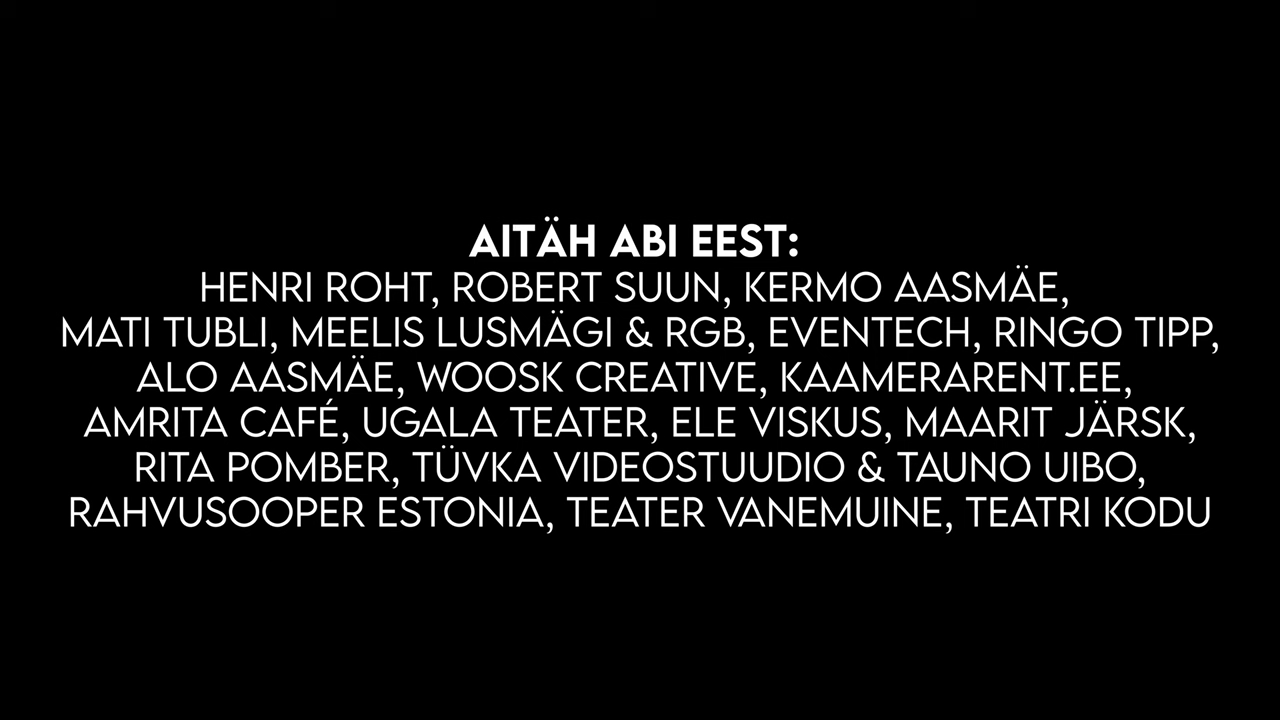 AITÄH ABI EEST:
HENRI ROHT, ROBERT SUUN, KERMO AASMÄE,
MATI TUBLI, MEELIS LUSMÄGI & RGB, EVENTECH, RINGO TIPP,
ALO AASMÄE, WOOSK CREATIVE, KAAMERARENT.EE,
AMRITA CAFÉ, UGALA TEATER, ELE VISKUS, MAARIT JÄRSK,
RITA POMBER, TÜVKA VIDEOSTUUDIO & TAUNO UIBO,
RAHVUSOOPER ESTONIA, TEATER VANEMUINE, TEATRI KODU